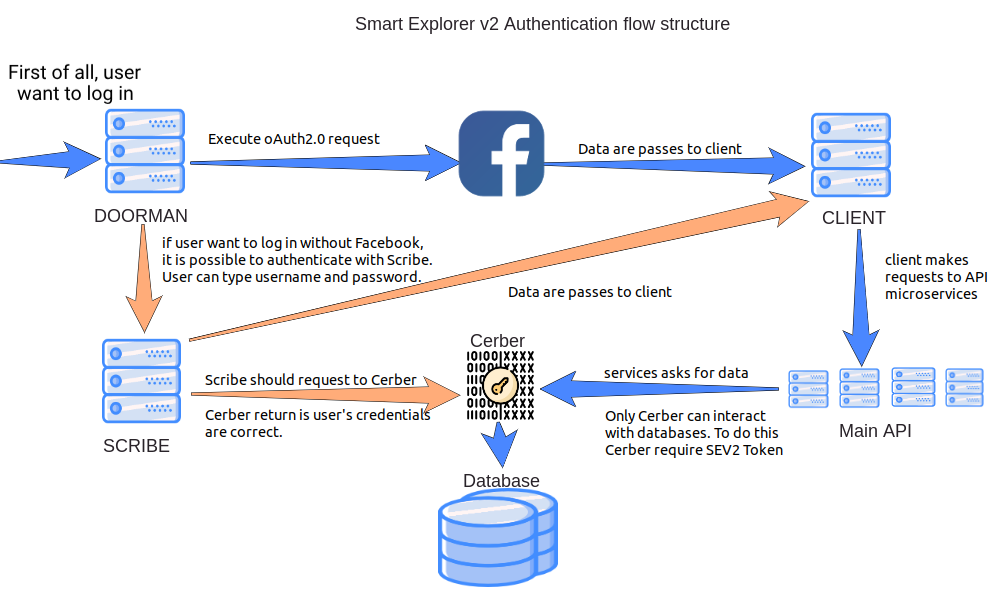 Smart Explorer v2 Authentication flow structure
First of all, user
want to log in
Execute oAuth2.0 request
Data are passes to client
DOORMAN
CLIENT
if user want to log in without Facebook,
it is possible to authenticate with Scribe.
User can type username and password.
client makes
requests to API
microservices
Data are passes to client
Cerber
IOIOOIXXXX
Scribe should request to Cerber
Cerber return is user's credentials
are correct.
services asks for data
Only Cerber can interact
with databases. To do this
Cerber require SEV2 Token
SCRIBE
Main API
Database